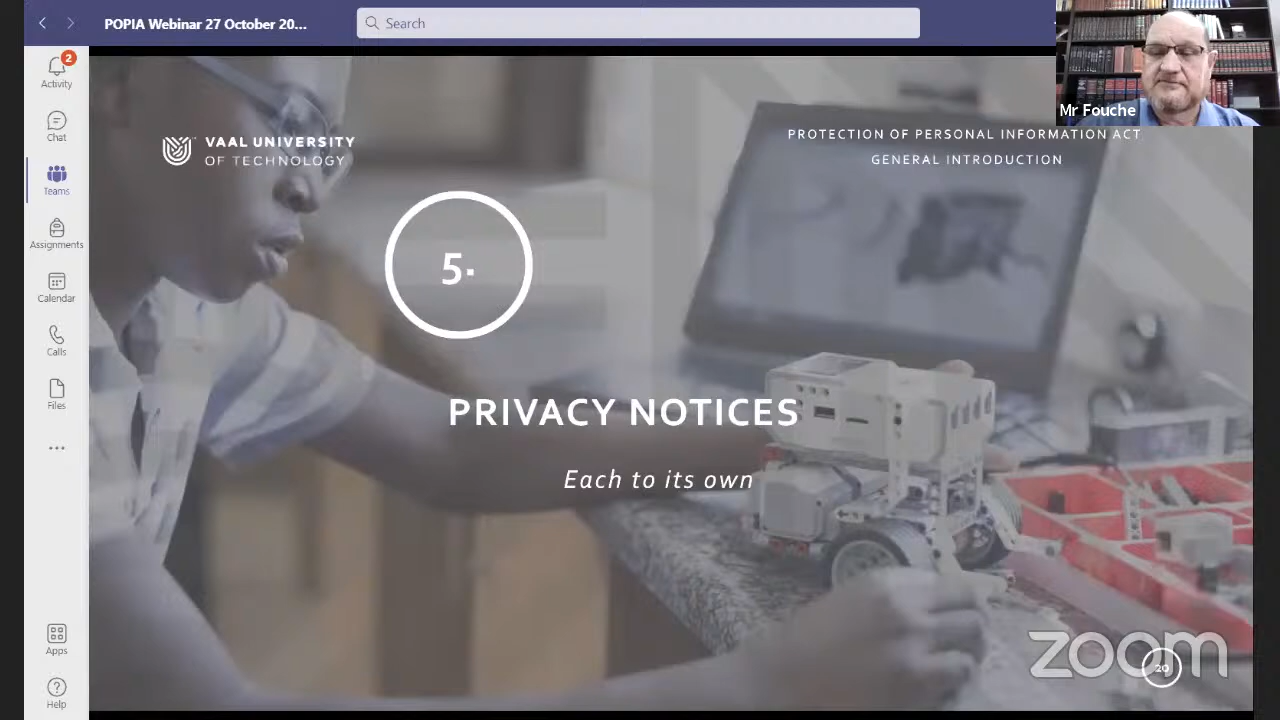 POPIA Webinar 27 October 20...
Search
Mr Fouche
2
Activity
Chat
Teams
Assignments
Calendar
Calls
Files
Apps
Help
VAAL UNIVERSITY
OF TECHNOLOGY
PROTECTION OF PERSONAL INFORMATION ACT
GENERAL INTRODUCTION
5.
PRIVACY NOTICES
Each to its own
zoom
20